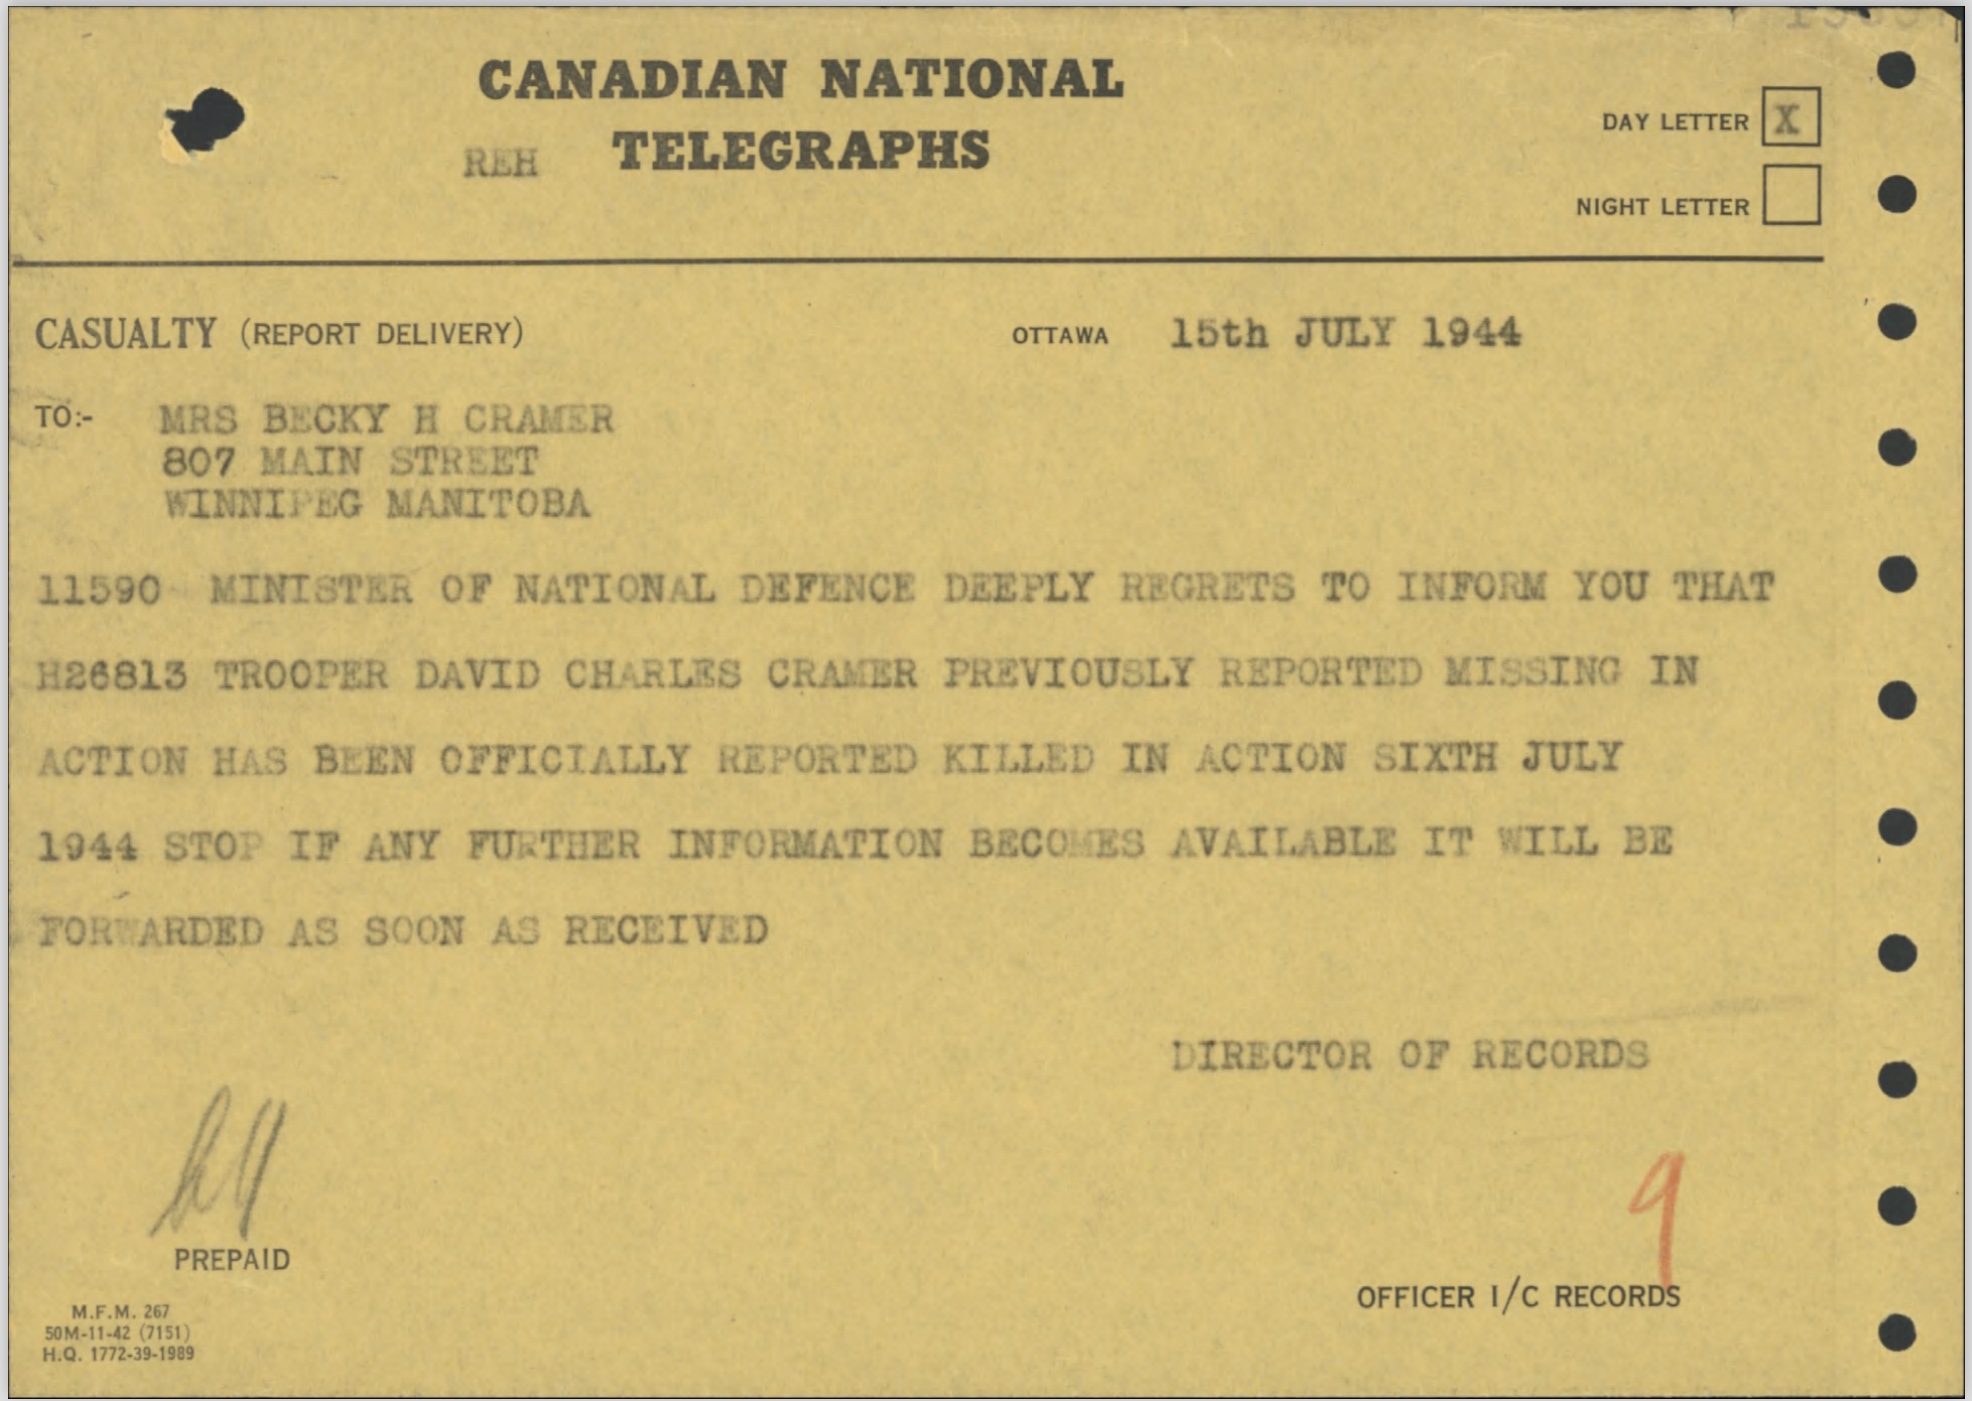 CANADIAN NATIONAL
REH TELEGRAPHS
DAY LETTER X
NIGHT LETTER
CASUALTY (REPORT DELIVERY) OTTAWA 15th JULY 1944
TO:- MRS BECKY H CRAMER
807 MAIN STREET
WINNIPEG MANITOBA
11590 MINISTER OF NATIONAL DEFENCE DEEPLY REGRETS TO INFORM YOU THAT
H26813 TROOPER DAVID CHARLES CRAMER PREVIOUSLY REPORTED MISSING IN
ACTION HAS BEEN OFFICIALLY REPORTED KILLED IN ACTION SIXTH JULY
1944 STOP IF ANY FURTHER INFORMATION BECOMES AVAILABLE IT WILL BE
FORWARDED AS SOON AS RECEIVED
DIRECTOR OF RECORDS
9
PREPAID
OFFICER I/C RECORDS
M.F.M. 267
50M-11-42 (7151)
H.Q. 1772-39-1989